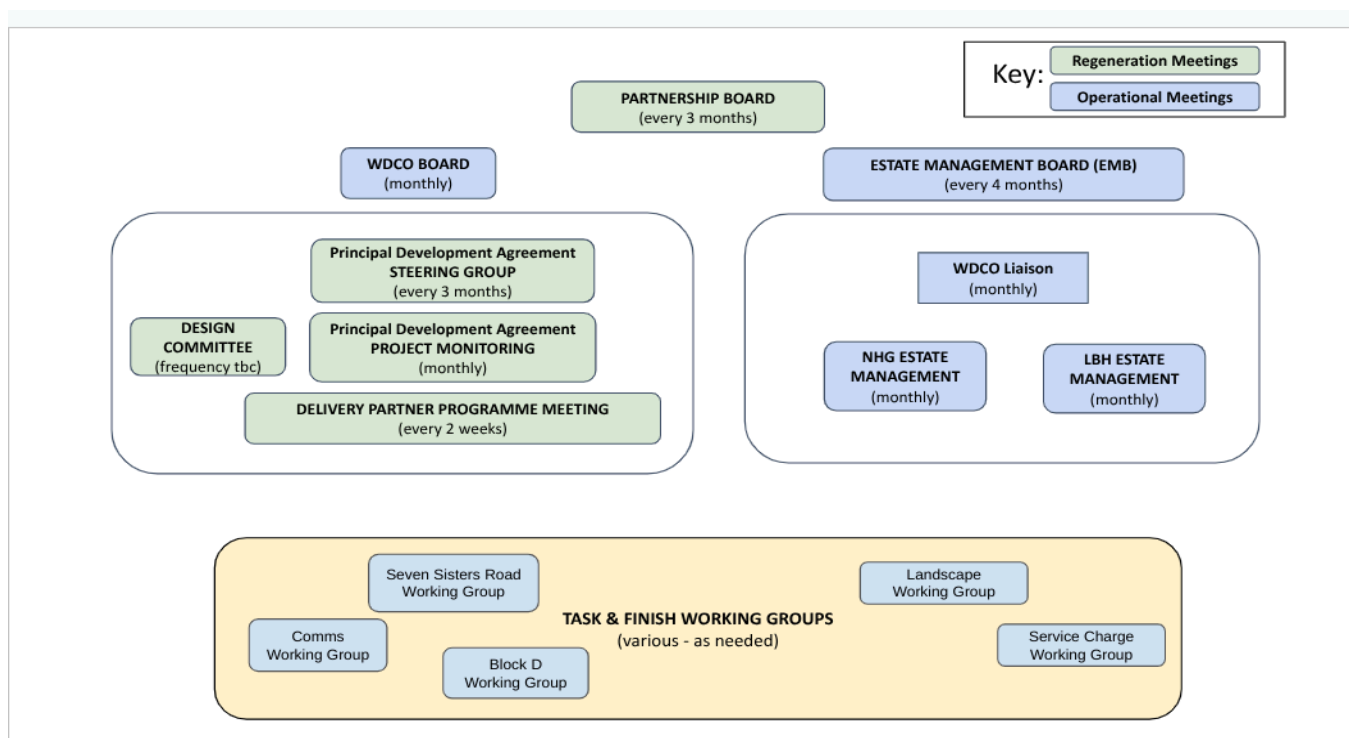 Key:
Regeneration Meetings
Operational Meetings
PARTNERSHIP BOARD
(every 3 months)
WDCO BOARD
(monthly)
ESTATE MANAGEMENT BOARD (EMB)
(every 4 months)
Principal Development Agreement
STEERING GROUP
(every 3 months)
DESIGN
COMMITTEE
(frequency tbc)
Principal Development Agreement
PROJECT MONITORING
(monthly)
DELIVERY PARTNER PROGRAMME MEETING
(every 2 weeks)
WDCO Liaison
(monthly)
NHG ESTATE
MANAGEMENT
(monthly)
LBH ESTATE
MANAGEMENT
(monthly)
Seven Sisters Road
Working Group
Landscape
Working Group
TASK & FINISH WORKING GROUPS
(various - as needed)
Comms
Working Group
Block D
Working Group
Service Charge
Working Group